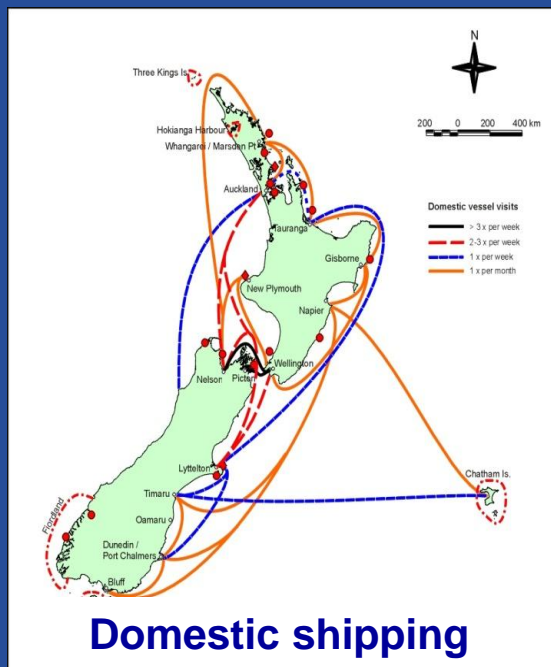 N
Three Kings Is.
Hokianga Harbour
Whangarei / Marsden Pt
Auckland
200 0 200 400 km
Tauranga
Domestic vessel visits
> 3 x per week
2-3 x per week
1 x per week
1 x per month
Gisborne
New Plymouth
Napier
Wellington
Nelson
Picton
Lyttelton
Chatham Is.
Timaru
Fiordland
Oamaru
Dunedin /
Port Chalmers
Bluff
Domestic shipping